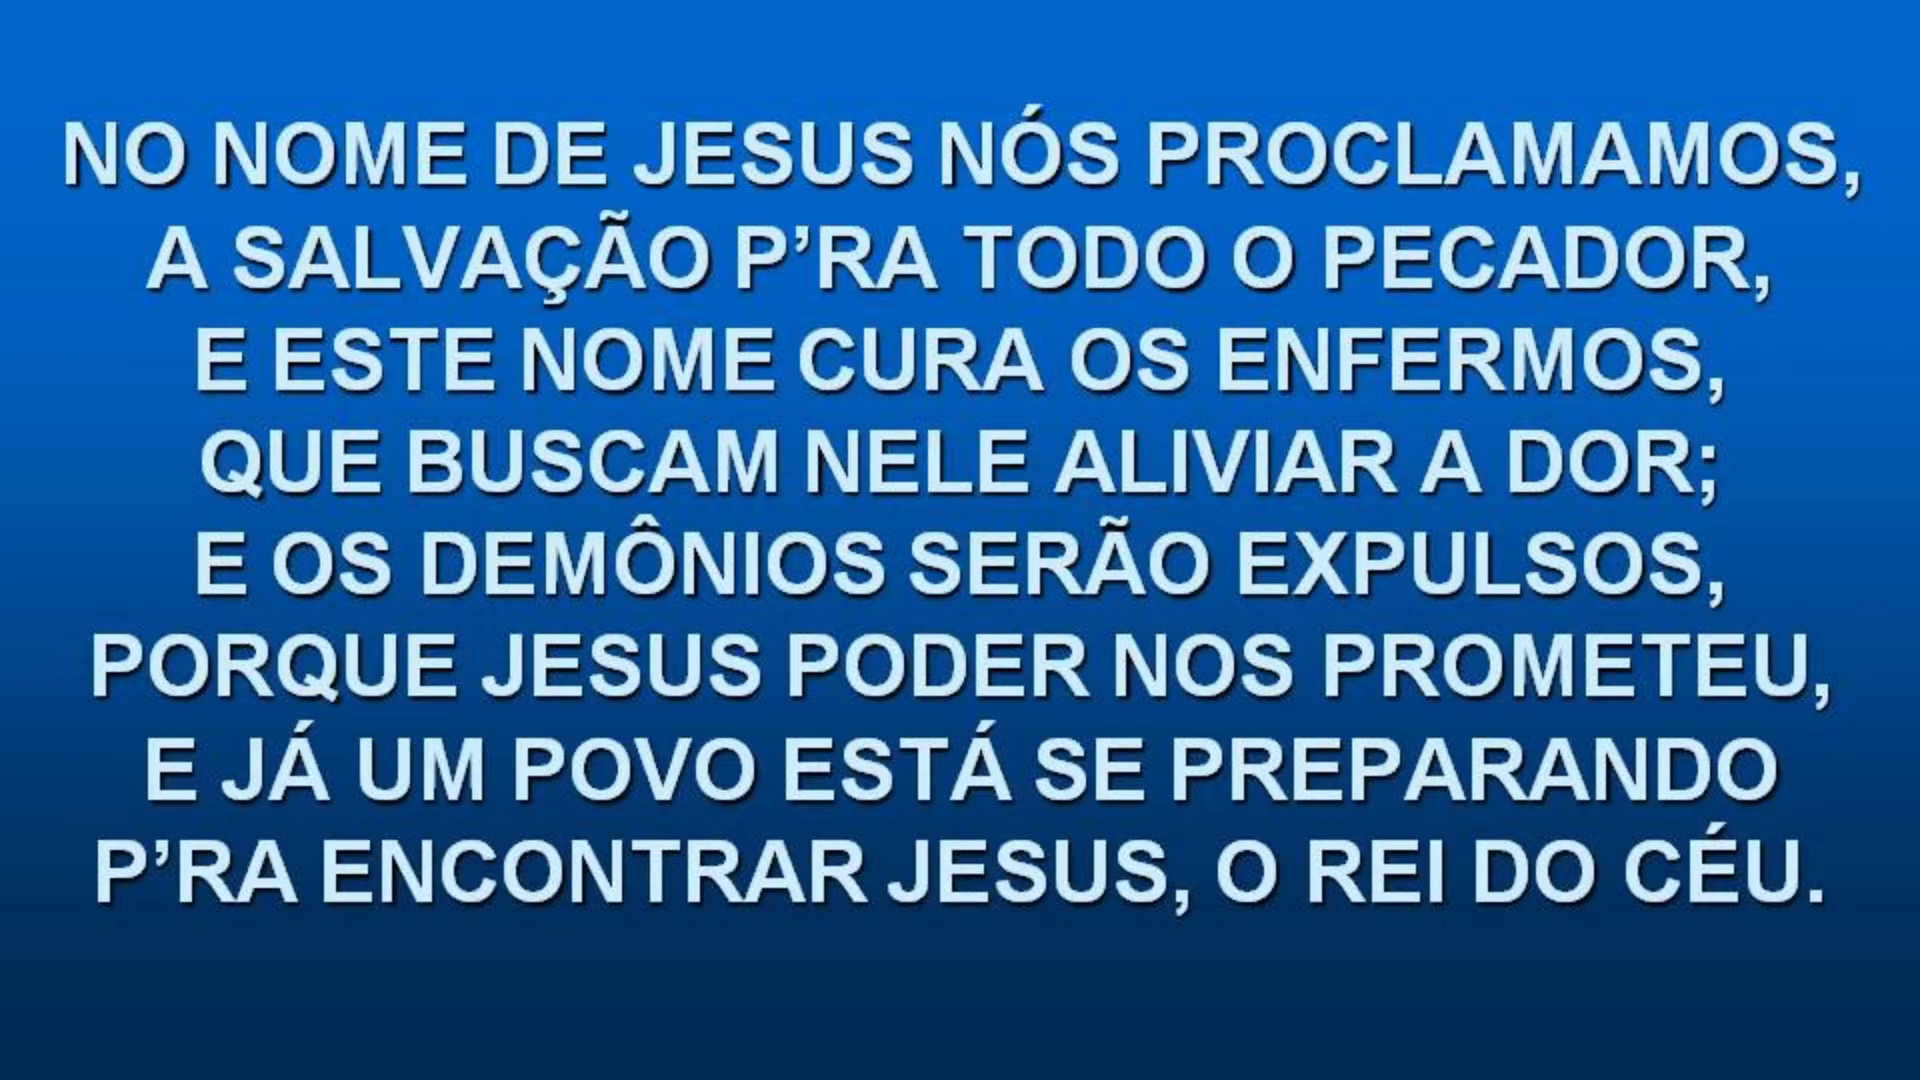 NO NOME DE JESUS NÓS PROCLAMAMOS,
A SALVAÇÃO P’RA TODO O PECADOR,
E ESTE NOME CURA OS ENFERMOS,
QUE BUSCAM NELE ALIVIAR A DOR;
E OS DEMÔNIOS SERÃO EXPULSOS,
PORQUE JESUS PODER NOS PROMETEU,
E JÁ UM POVO ESTÁ SE PREPARANDO
P’RA ENCONTRAR JESUS, O REI DO CÉU.